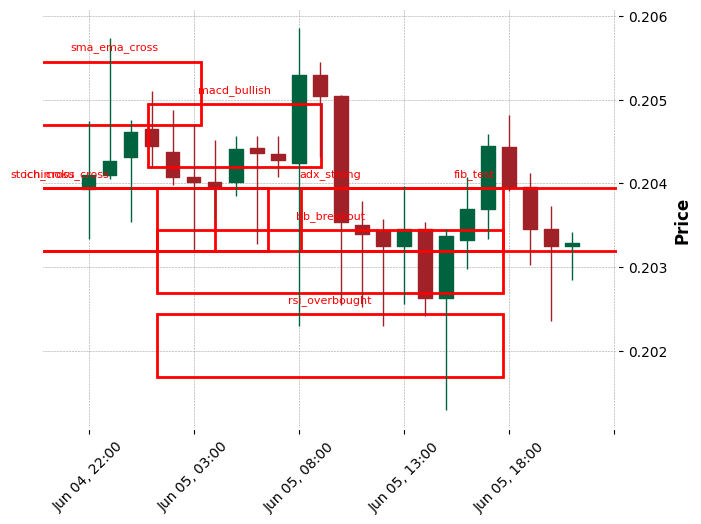 sma_ema_cross
macd_bullish
adx_strong
fib_test
bb_breakout
rsi_overbought
0.206
0.205
0.204
0.203
0.202
Price
Jun 04, 22:00
Jun 05, 03:00
Jun 05, 08:00
Jun 05, 13:00
Jun 05, 18:00